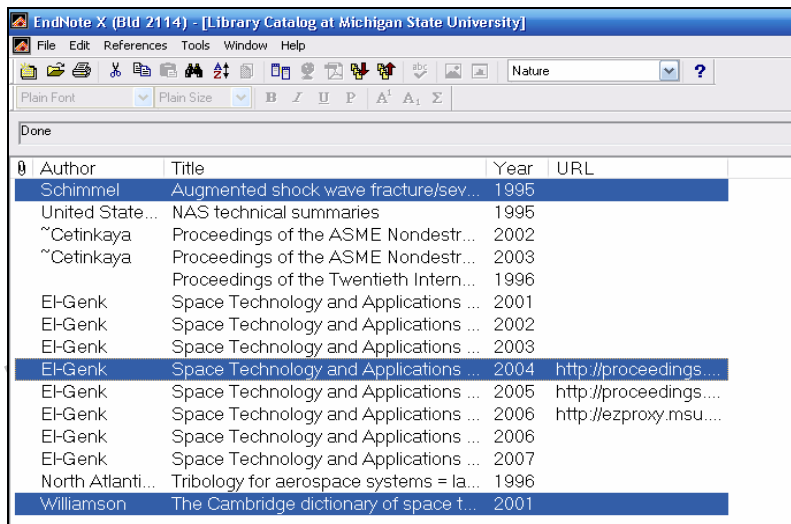 EndNote X (Bld 2114) - [Library Catalog at Michigan State University]
File Edit References Tools Window Help
abc Nature ?
Plain Font Plain Size B I U P A¹ A₁ Σ
Done
Author Title Year URL
Schimmel Augmented shock wave fracture/sev... 1995
United State... NAS technical summaries 1995
~Cetinkaya Proceedings of the ASME Nondestr... 2002
~Cetinkaya Proceedings of the ASME Nondestr... 2003
Proceedings of the Twentieth Intern... 1996
El-Genk Space Technology and Applications ... 2001
El-Genk Space Technology and Applications ... 2002
El-Genk Space Technology and Applications ... 2003
El-Genk Space Technology and Applications ... 2004 http://proceedings....
El-Genk Space Technology and Applications ... 2005 http://proceedings....
El-Genk Space Technology and Applications ... 2006 http://ezproxy.msu....
El-Genk Space Technology and Applications ... 2006
El-Genk Space Technology and Applications ... 2007
North Atlanti... Tribology for aerospace systems = la... 1996
Williamson The Cambridge dictionary of space t... 2001